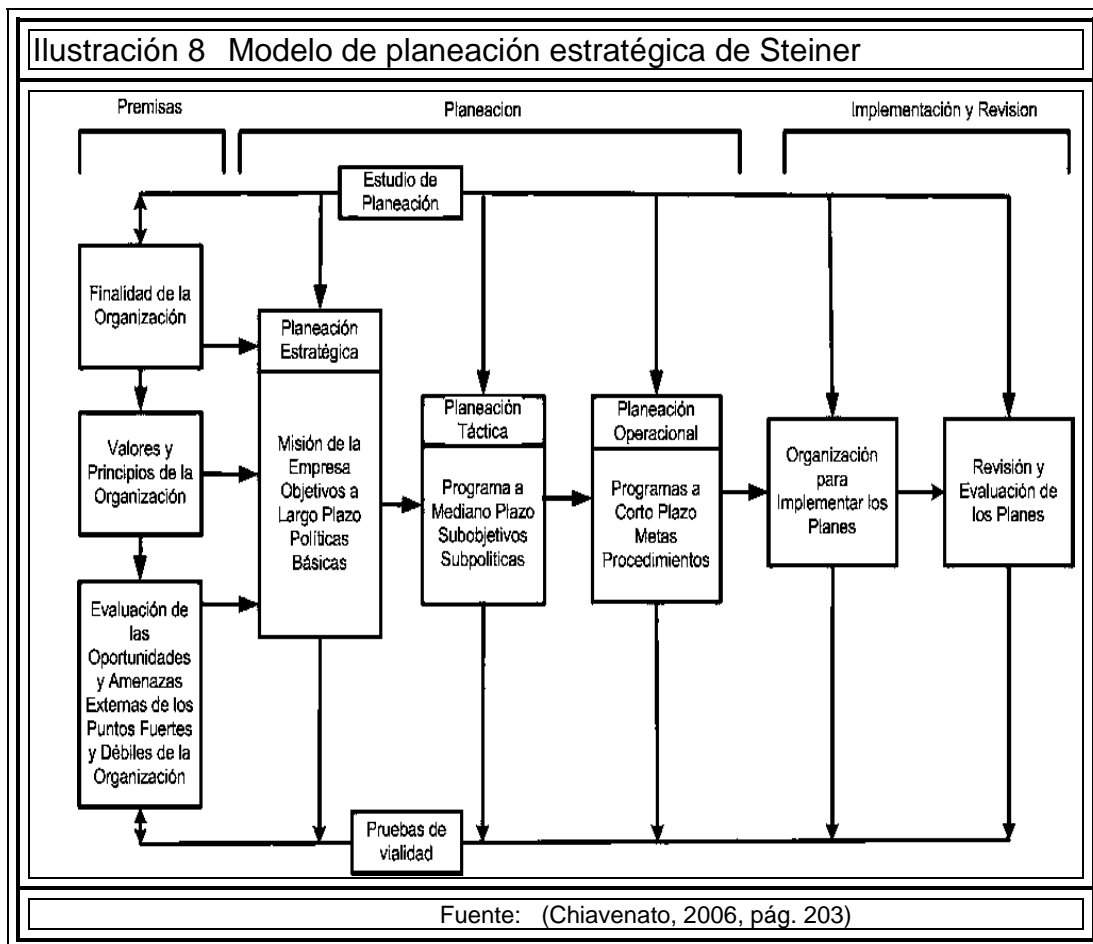 Ilustración 8 Modelo de planeación estratégica de Steiner
Premisas
Planeacion
Implementación y Revision
Estudio de
Planeación
Finalidad de la
Organización
Valores y
Principios de la
Organización
Evaluación de
las
Oportunidades
y Amenazas
Externas de los
Puntos Fuertes
y Débiles de la
Organización
Planeación
Estratégica
Misión de la
Empresa
Objetivos a
Largo Plazo
Políticas
Básicas
Planeación
Táctica
Programa a
Mediano Plazo
Subobjetivos
Subpoliticas
Planeación
Operacional
Programas a
Corto Plazo
Metas
Procedimientos
Organización
para
Implementar los
Planes
Revisión y
Evaluación de
los Planes
Pruebas de
vialidad
Fuente: (Chiavenato, 2006, pág. 203)